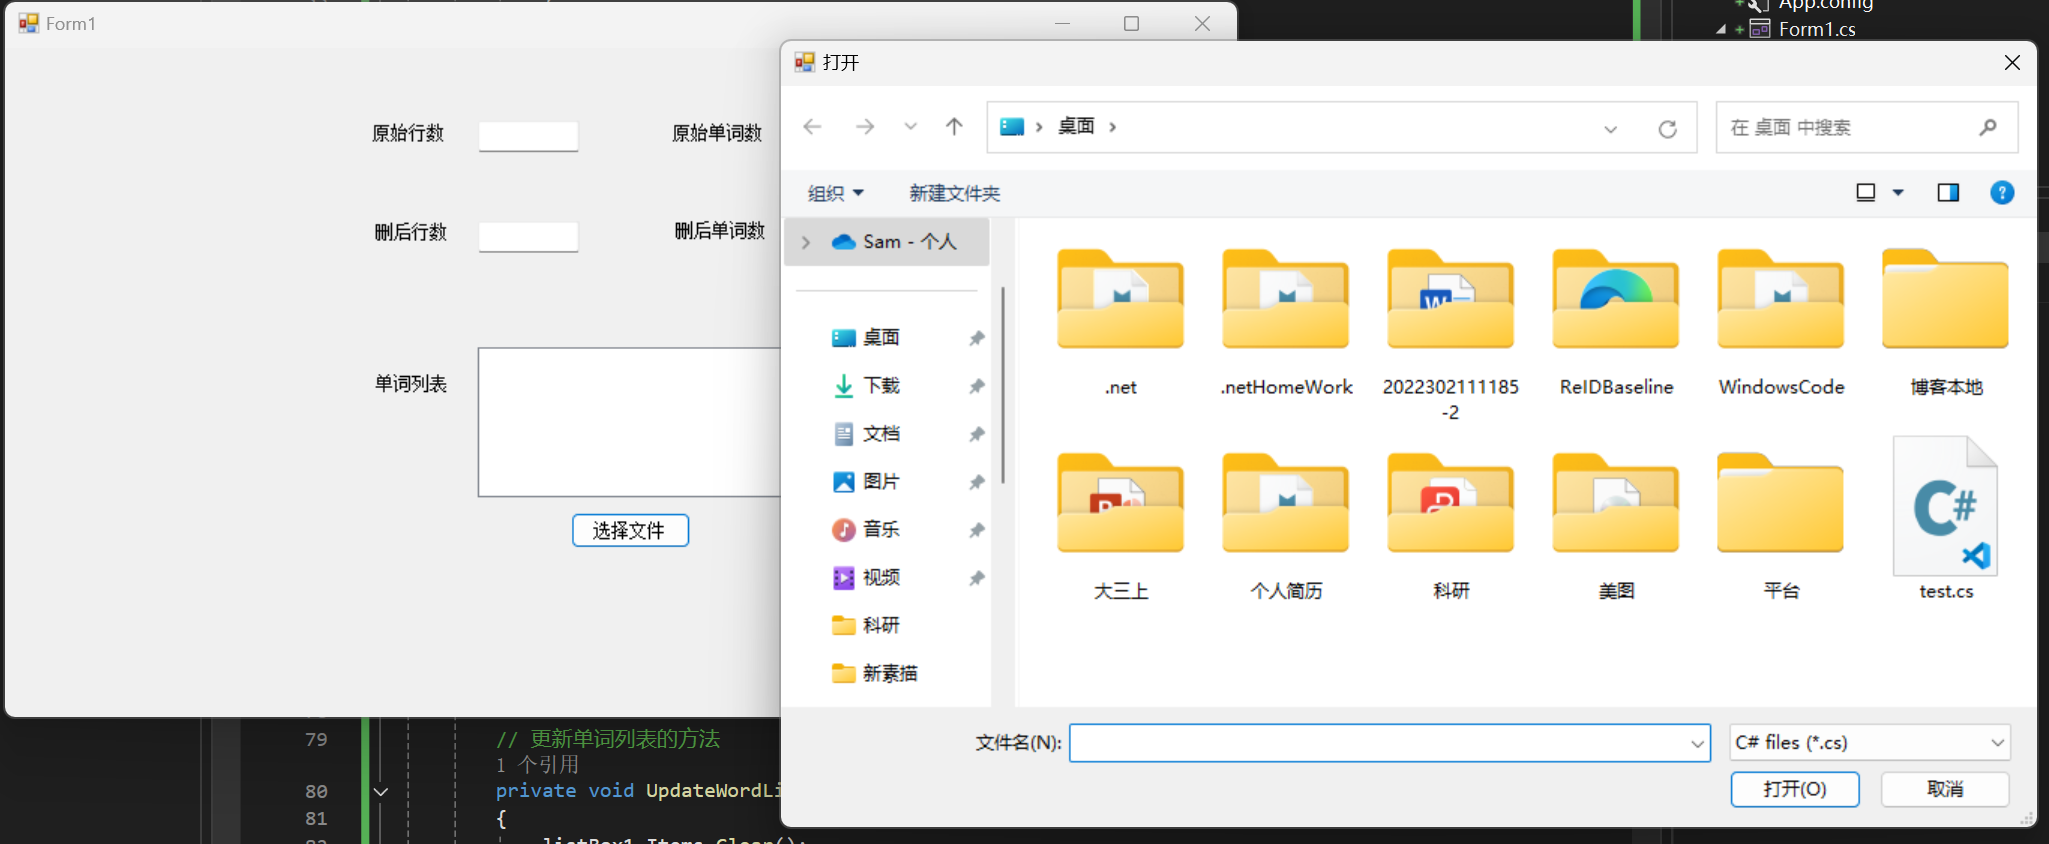 Form1
原始行数
原始单词数
删后行数
删后单词数
单词列表
选择文件
App.config
Form1.cs
打开
桌面
在 桌面 中搜索
组织
新建文件夹
Sam - 个人
桌面
下载
文档
图片
音乐
视频
科研
新素描
.net
.netHomeWork
2022302111185
-2
ReIDBaseline
WindowsCode
博客本地
大三上
个人简历
科研
美图
平台
test.cs
文件名(N):
C# files (*.cs)
打开(O)
取消
79
// 更新单词列表的方法
1 个引用
80
private void UpdateWordLi
81
{
listBox1.Items.Clear();